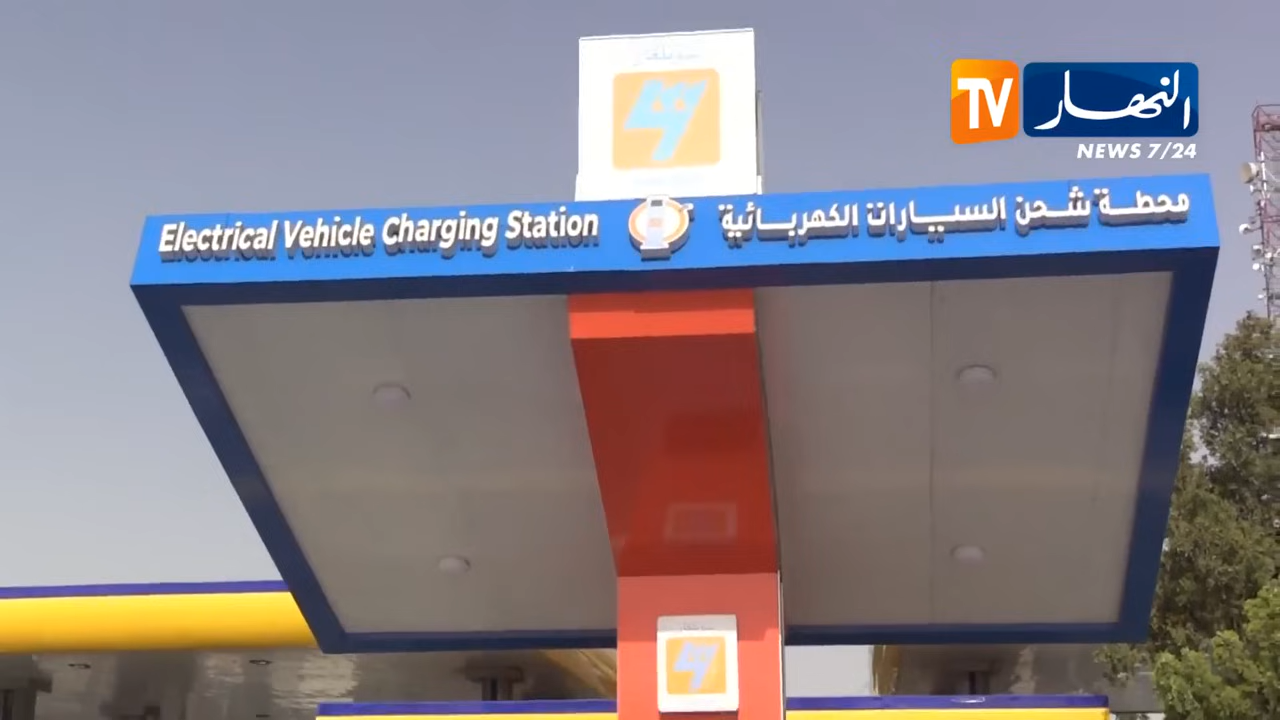 TV النهار
NEWS 7/24
Electrical Vehicle Charging Station محطة شحن السيارات الكهربائية